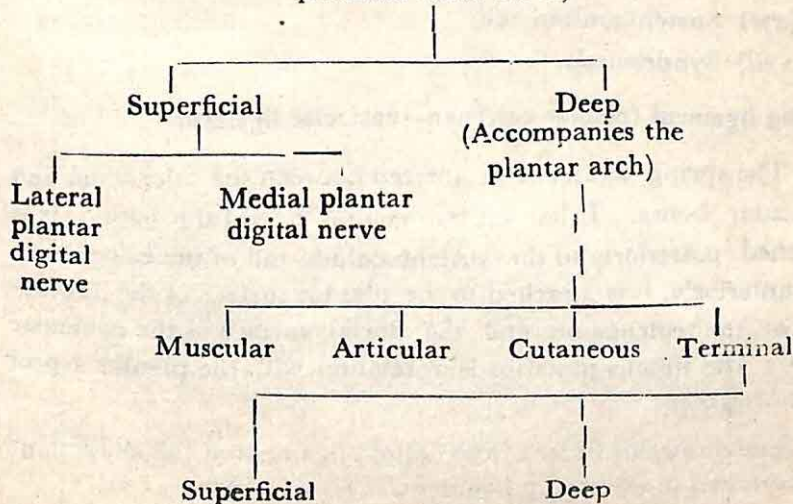 Superficial Deep
(Accompanies the
plantar arch)
Lateral Medial plantar
plantar digital nerve
digital
nerve
Muscular Articular Cutaneous Terminal
Superficial Deep